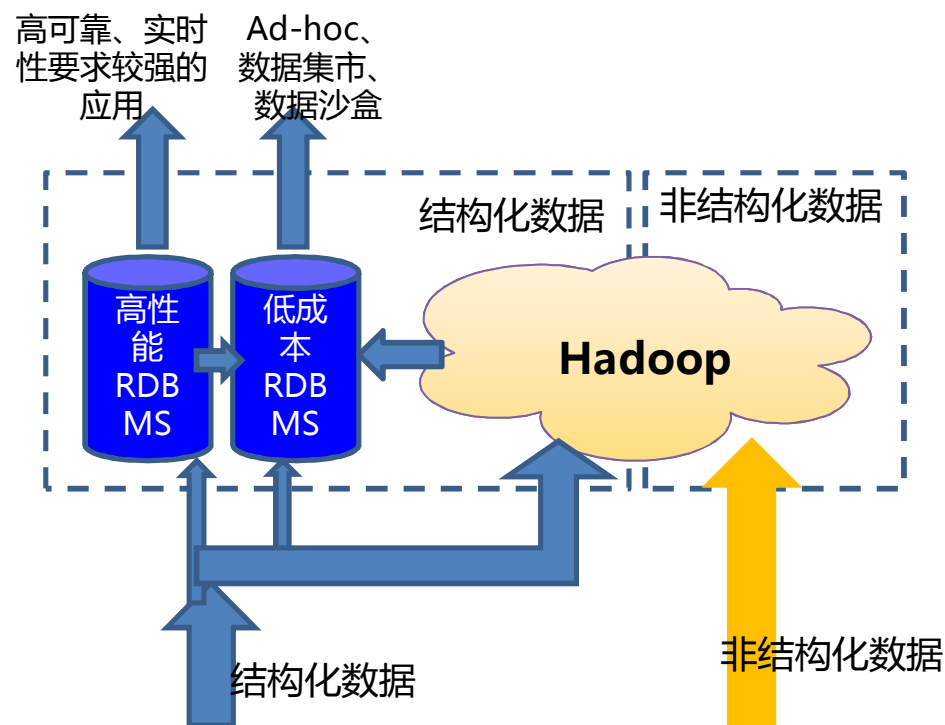 高可靠、实时
性要求较强的
应用
Ad-hoc、
数据集市、
数据沙盒
结构化数据
非结构化数据
高性
能
RDB
MS
低成
本
RDB
MS
Hadoop
结构化数据
非结构化数据